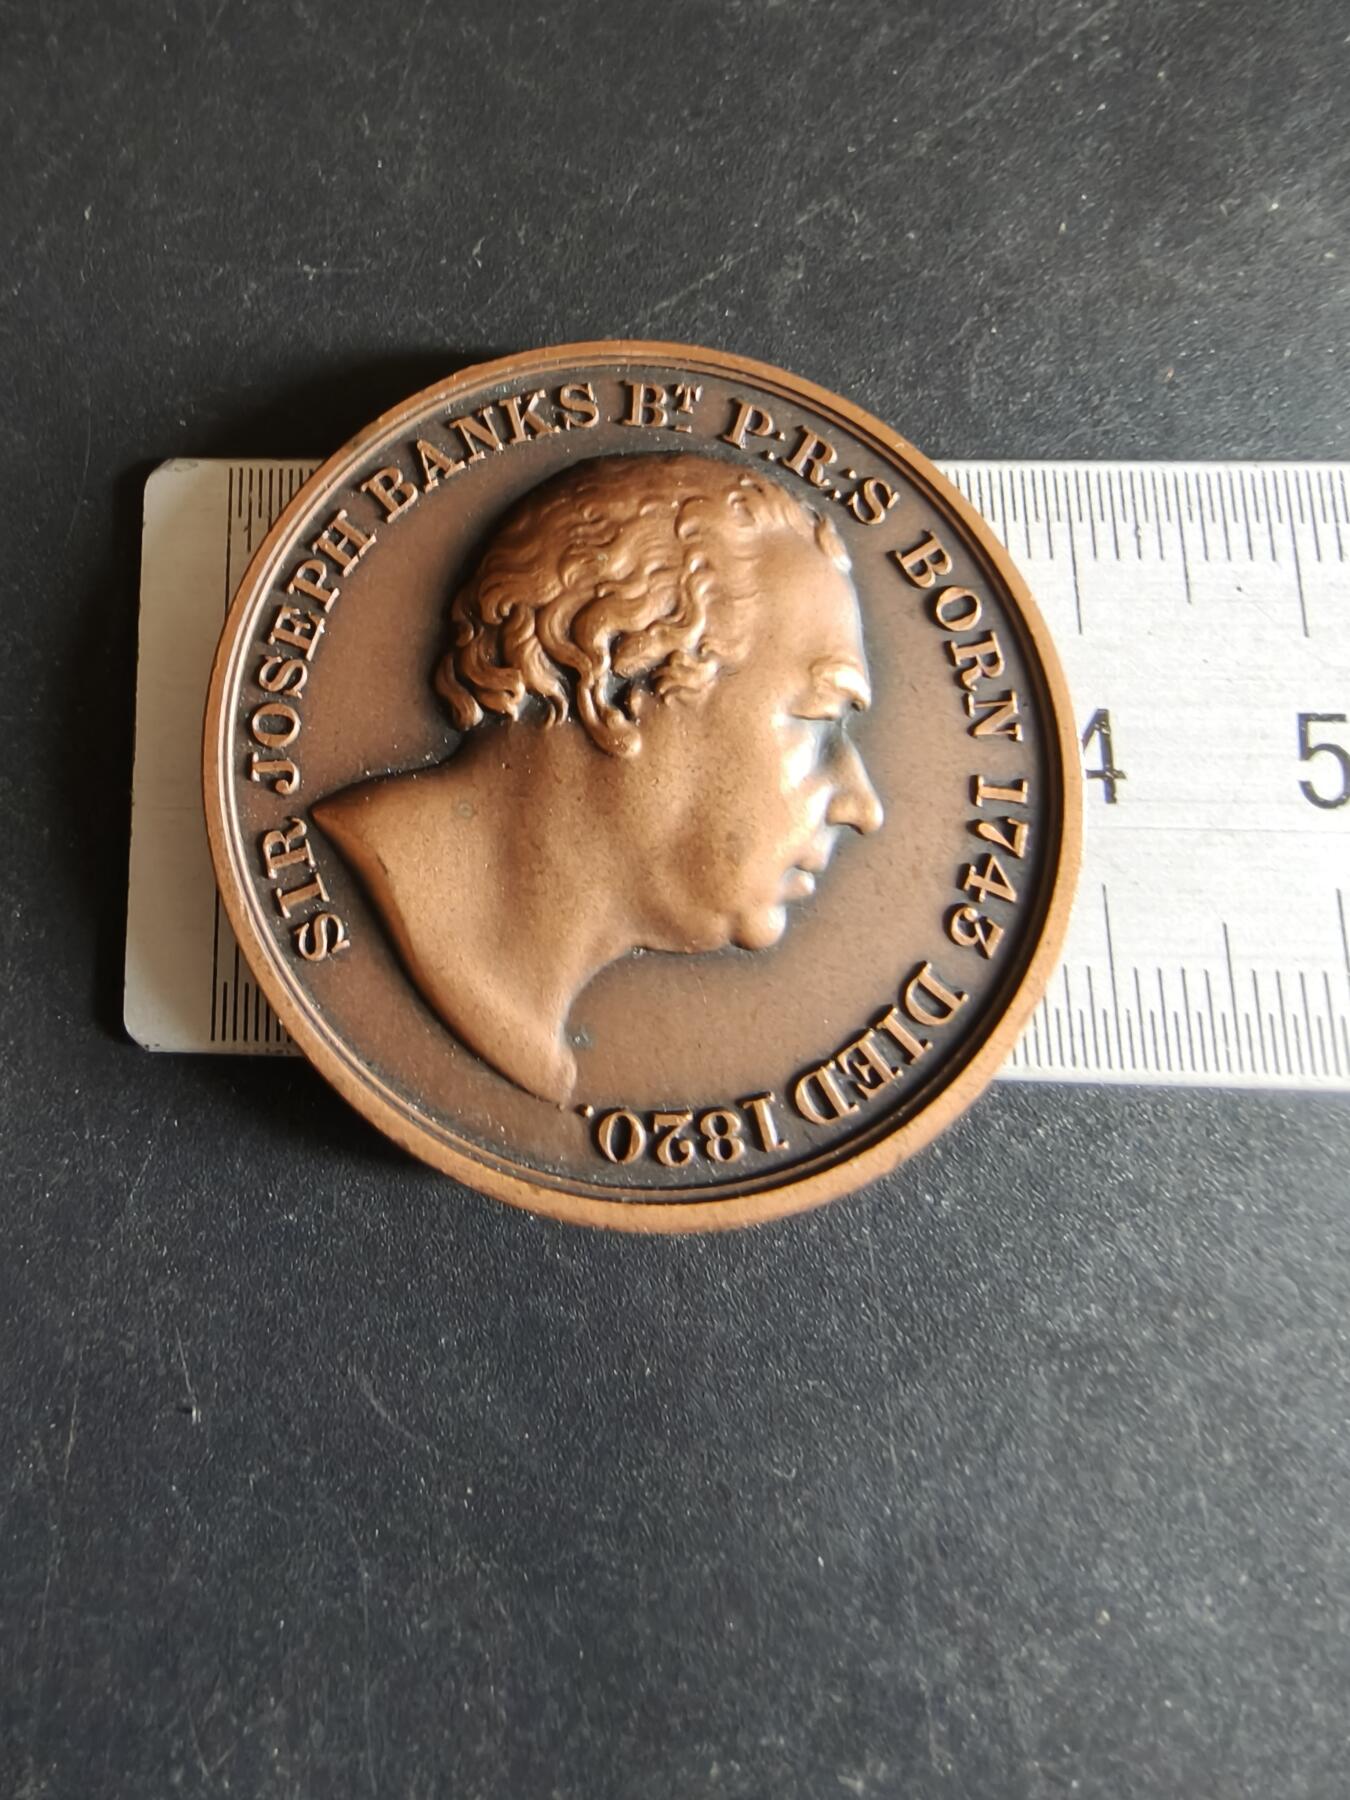 SIR JOSEPH BANKS Bᵀ P.R.S BORN 1743 DIED 1820.
4 5